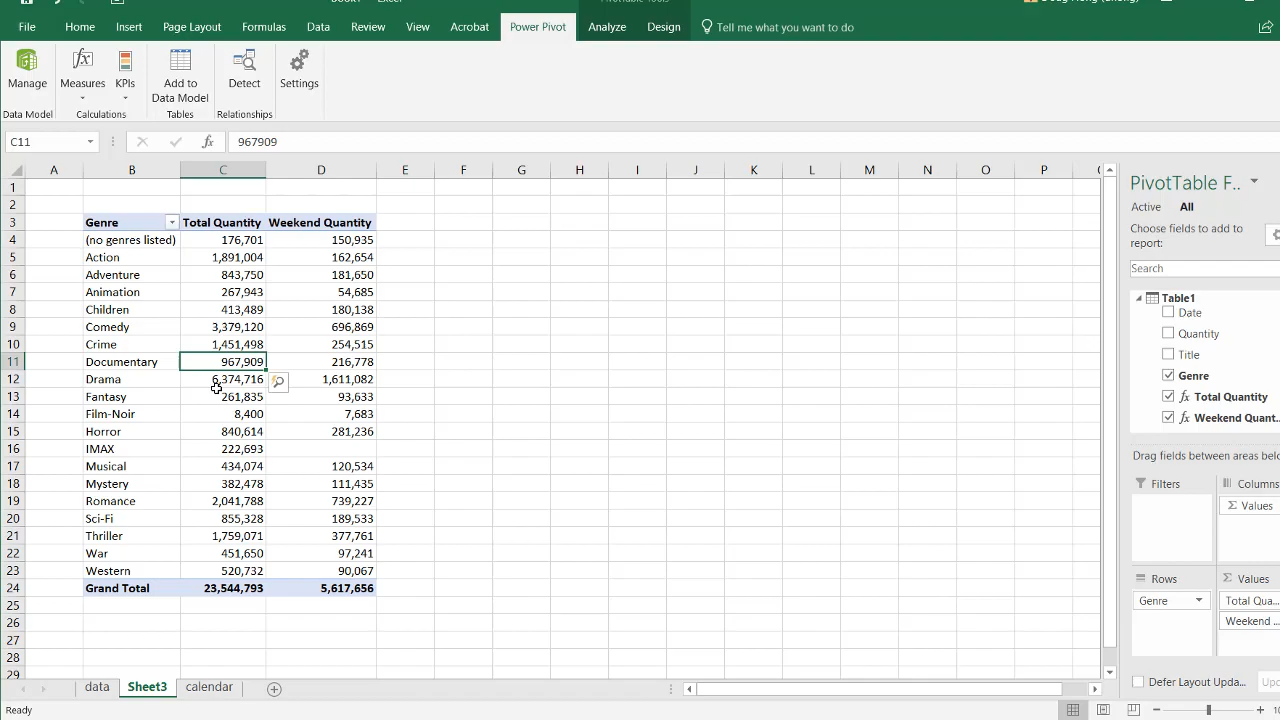 File Home Insert Page Layout Formulas Data Review View Acrobat Power Pivot Analyze Design Tell me what you want to do
Manage Measures KPIs Add to Data Model Detect Settings
Data Model Calculations Tables Relationships
C11 fx 967909
A B C D E F G H I J K L M N O P
1
2
3 Genre Total Quantity Weekend Quantity
4 (no genres listed) 176,701 150,935
5 Action 1,891,004 162,654
6 Adventure 843,750 181,650
7 Animation 267,943 54,685
8 Children 413,489 180,138
9 Comedy 3,379,120 696,869
10 Crime 1,451,498 254,515
11 Documentary 967,909 216,778
12 Drama 6,374,716 1,611,082
13 Fantasy 261,835 93,633
14 Film-Noir 8,400 7,683
15 Horror 840,614 281,236
16 IMAX 222,693
17 Musical 434,074 120,534
18 Mystery 382,478 111,435
19 Romance 2,041,788 739,227
20 Sci-Fi 855,328 189,533
21 Thriller 1,759,071 377,761
22 War 451,650 97,241
23 Western 520,732 90,067
24 Grand Total 23,544,793 5,617,656
25
26
27
28
29
PivotTable F..
Active All
Choose fields to add to
report:
Search
Table1
Date
Quantity
Title
Genre
fx Total Quantity
fx Weekend Quant...
Drag fields between areas belo
Filters Columns
Σ Values
Rows Σ Values
Genre Total Qua...
Weekend ...
Defer Layout Upda...
data Sheet3 calendar
Ready